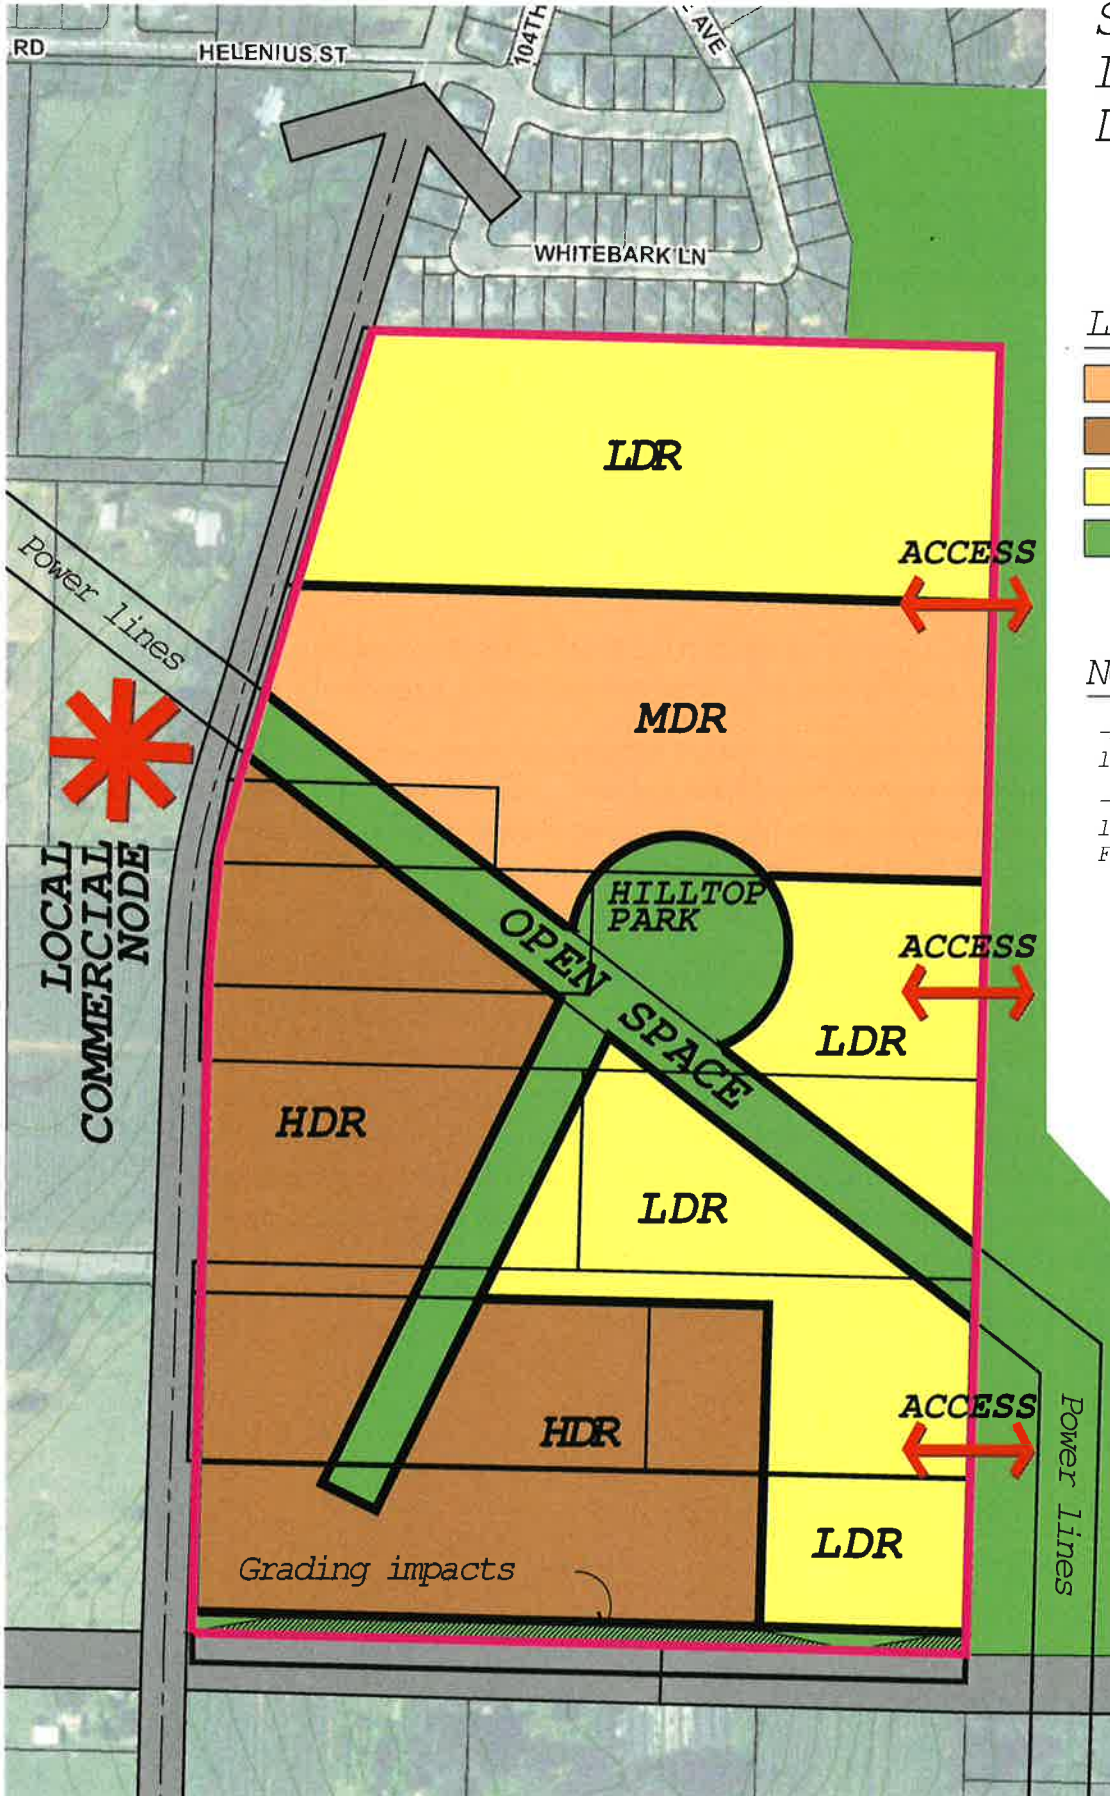 RD
HELENIUS ST
104TH
AVE
WHITEBARK LN
LDR
ACCESS
Power lines
MDR
LOCAL
COMMERCIAL
NODE
HILLTOP
PARK
OPEN SPACE
ACCESS
LDR
HDR
LDR
ACCESS
HDR
Power lines
LDR
Grading impacts